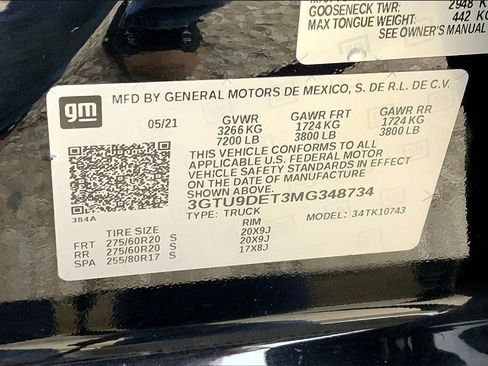 GOOSENECK TWR: 2948 K
MAX TONGUE WEIGHT: 442 K
SEE OWNER'S MANUAL
gm
MFD BY GENERAL MOTORS DE MEXICO, S. DE R.L. DE C.V.
05/21 GVWR GAWR FRT GAWR RR
3266 KG 1724 KG 1724 KG
7200 LB 3800 LB 3800 LB
THIS VEHICLE CONFORMS TO ALL
APPLICABLE U.S. FEDERAL MOTOR
VEHICLE SAFETY STANDARDS IN EFFECT
ON THE DATE OF MANUFACTURE
SHOWN ABOVE.
3GTU9DET3MG348734
384A TYPE: TRUCK MODEL: 34TK10743
TIRE SIZE RIM
FRT 275/60R20 S 20X9J
RR 275/60R20 S 20X9J
SPA 255/80R17 S 17X8J